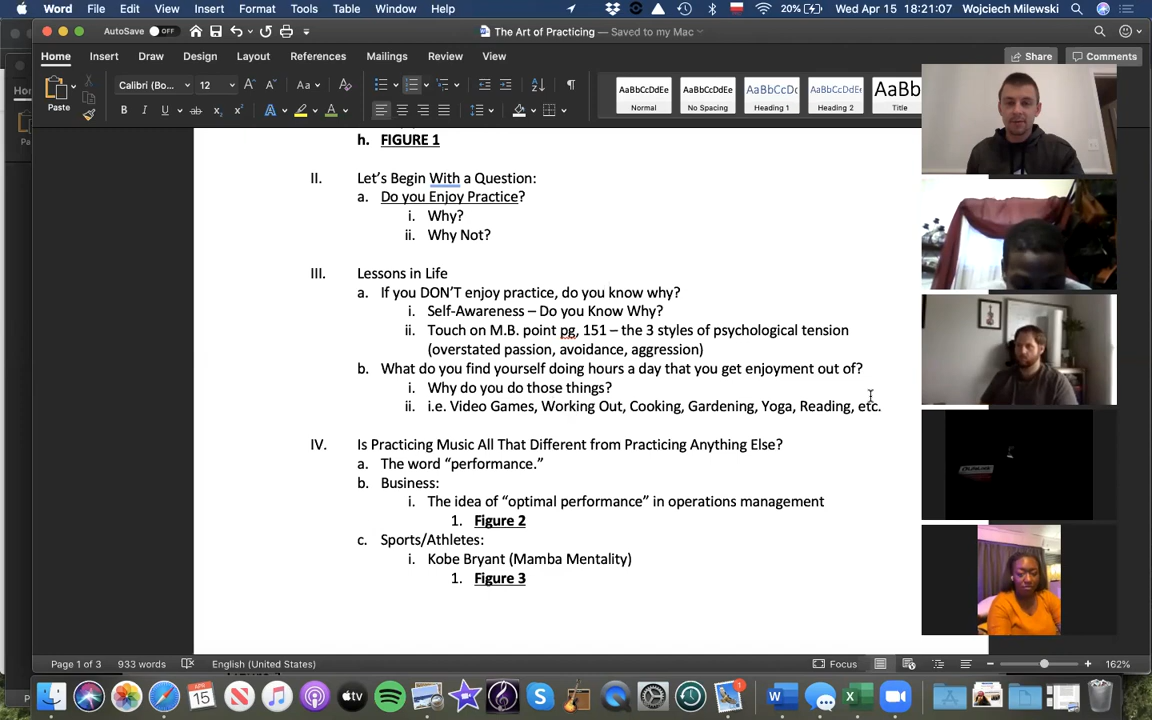 Word File Edit View Insert Format Tools Table Window Help 20% Wed Apr 15 18:21:07 Wojciech Milewski
AutoSave OFF The Art of Practicing — Saved to my Mac
Home Insert Draw Design Layout References Mailings Review View Share Comments
Paste Calibri (Bo... 12 AaBbCcDdEe Normal AaBbCcDdEe No Spacing AaBbCcDc Heading 1 AaBbCcDdEe Heading 2 AaBb Title
h. FIGURE 1
II. Let's Begin With a Question:
a. Do you Enjoy Practice?
i. Why?
ii. Why Not?
III. Lessons in Life
a. If you DON'T enjoy practice, do you know why?
i. Self-Awareness – Do you Know Why?
ii. Touch on M.B. point pg, 151 – the 3 styles of psychological tension
(overstated passion, avoidance, aggression)
b. What do you find yourself doing hours a day that you get enjoyment out of?
i. Why do you do those things?
ii. i.e. Video Games, Working Out, Cooking, Gardening, Yoga, Reading, etc.
IV. Is Practicing Music All That Different from Practicing Anything Else?
a. The word “performance.”
b. Business:
i. The idea of “optimal performance” in operations management
1. Figure 2
c. Sports/Athletes:
i. Kobe Bryant (Mamba Mentality)
1. Figure 3
Page 1 of 3 933 words English (United States) Focus 162%
APR 15 tv 1